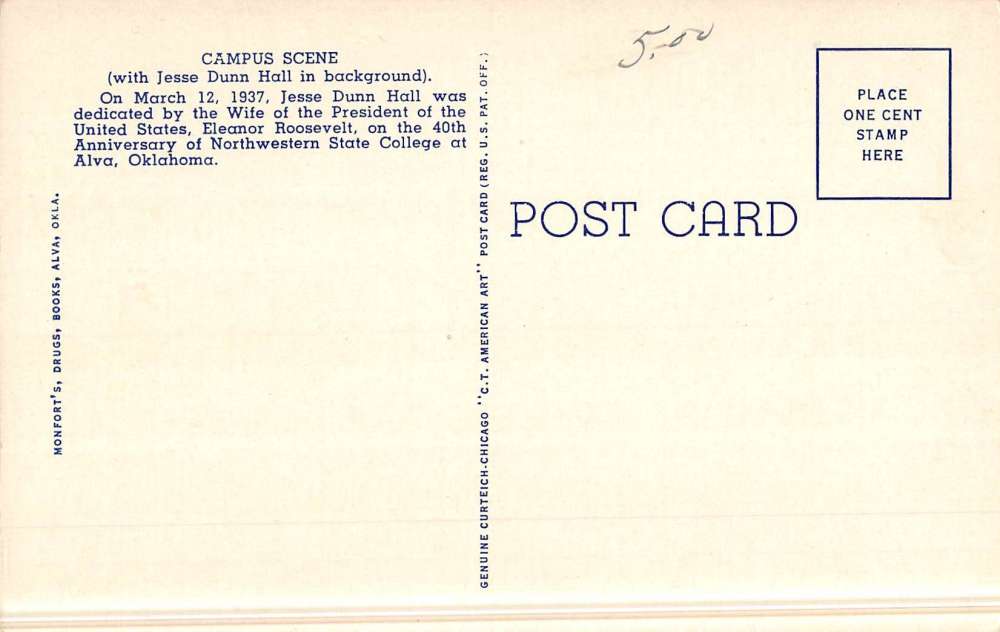 CAMPUS SCENE
(with Jesse Dunn Hall in background).
On March 12, 1937, Jesse Dunn Hall was
dedicated by the Wife of the President of the
United States, Eleanor Roosevelt, on the 40th
Anniversary of Northwestern State College at
Alva, Oklahoma.
MONFORT'S, DRUGS, BOOKS, ALVA, OKLA.
GENUINE CURTEICH-CHICAGO "C.T. AMERICAN ART" POST CARD (REG. U.S. PAT. OFF.)
5.00
POST CARD
PLACE
ONE CENT
STAMP
HERE